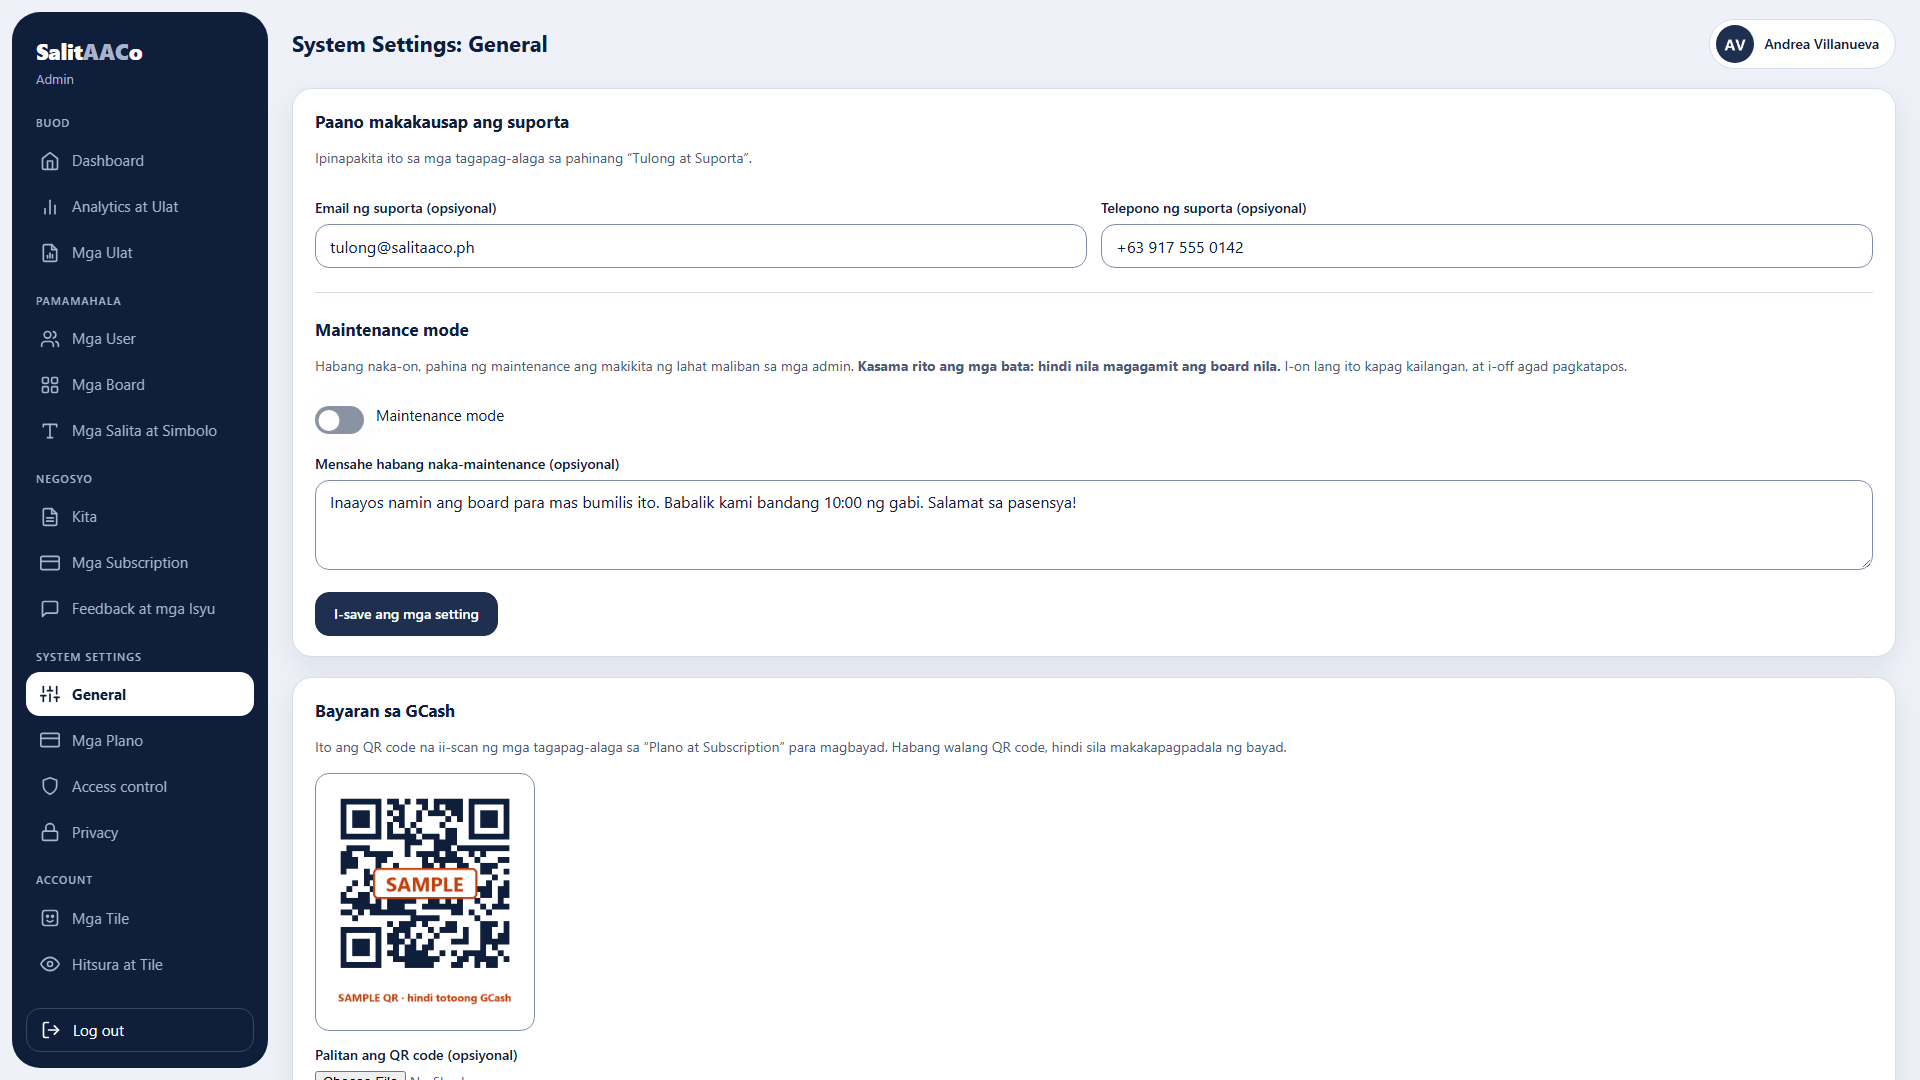 SalitAACo
Admin
BUOD
Dashboard
Analytics at Ulat
Mga Ulat
PAMAMAHALA
Mga User
Mga Board
Mga Salita at Simbolo
NEGOSYO
Kita
Mga Subscription
Feedback at mga Isyu
SYSTEM SETTINGS
General
Mga Plano
Access control
Privacy
ACCOUNT
Mga Tile
Hitsura at Tile
Log out
System Settings: General
AV
Andrea Villanueva
Paano makakausap ang suporta
Ipinapakita ito sa mga tagapag-alaga sa pahinang “Tulong at Suporta”.
Email ng suporta (opsiyonal)
tulong@salitaaco.ph
Telepono ng suporta (opsiyonal)
+63 917 555 0142
Maintenance mode
Habang naka-on, pahina ng maintenance ang makikita ng lahat maliban sa mga admin. Kasama rito ang mga bata: hindi nila magagamit ang board nila. I-on lang ito kapag kailangan, at i-off agad pagkatapos.
Maintenance mode
Mensahe habang naka-maintenance (opsiyonal)
Inaayos namin ang board para mas bumilis ito. Babalik kami bandang 10:00 ng gabi. Salamat sa pasensya!
I-save ang mga setting
Bayaran sa GCash
Ito ang QR code na ii-scan ng mga tagapag-alaga sa “Plano at Subscription” para magbayad. Habang walang QR code, hindi sila makakapagpadala ng bayad.
SAMPLE
SAMPLE QR · hindi totoong GCash
Palitan ang QR code (opsiyonal)